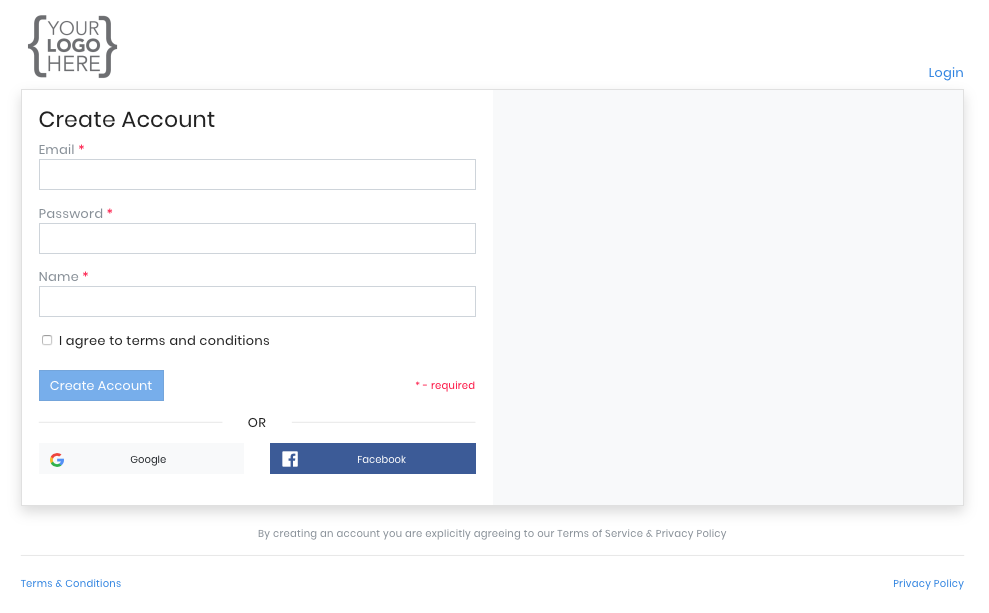 YOUR
LOGO
HERE
Login
Create Account
Email *
Password *
Name *
I agree to terms and conditions
Create Account
* - required
OR
Google
Facebook
By creating an account you are explicitly agreeing to our Terms of Service & Privacy Policy
Terms & Conditions
Privacy Policy